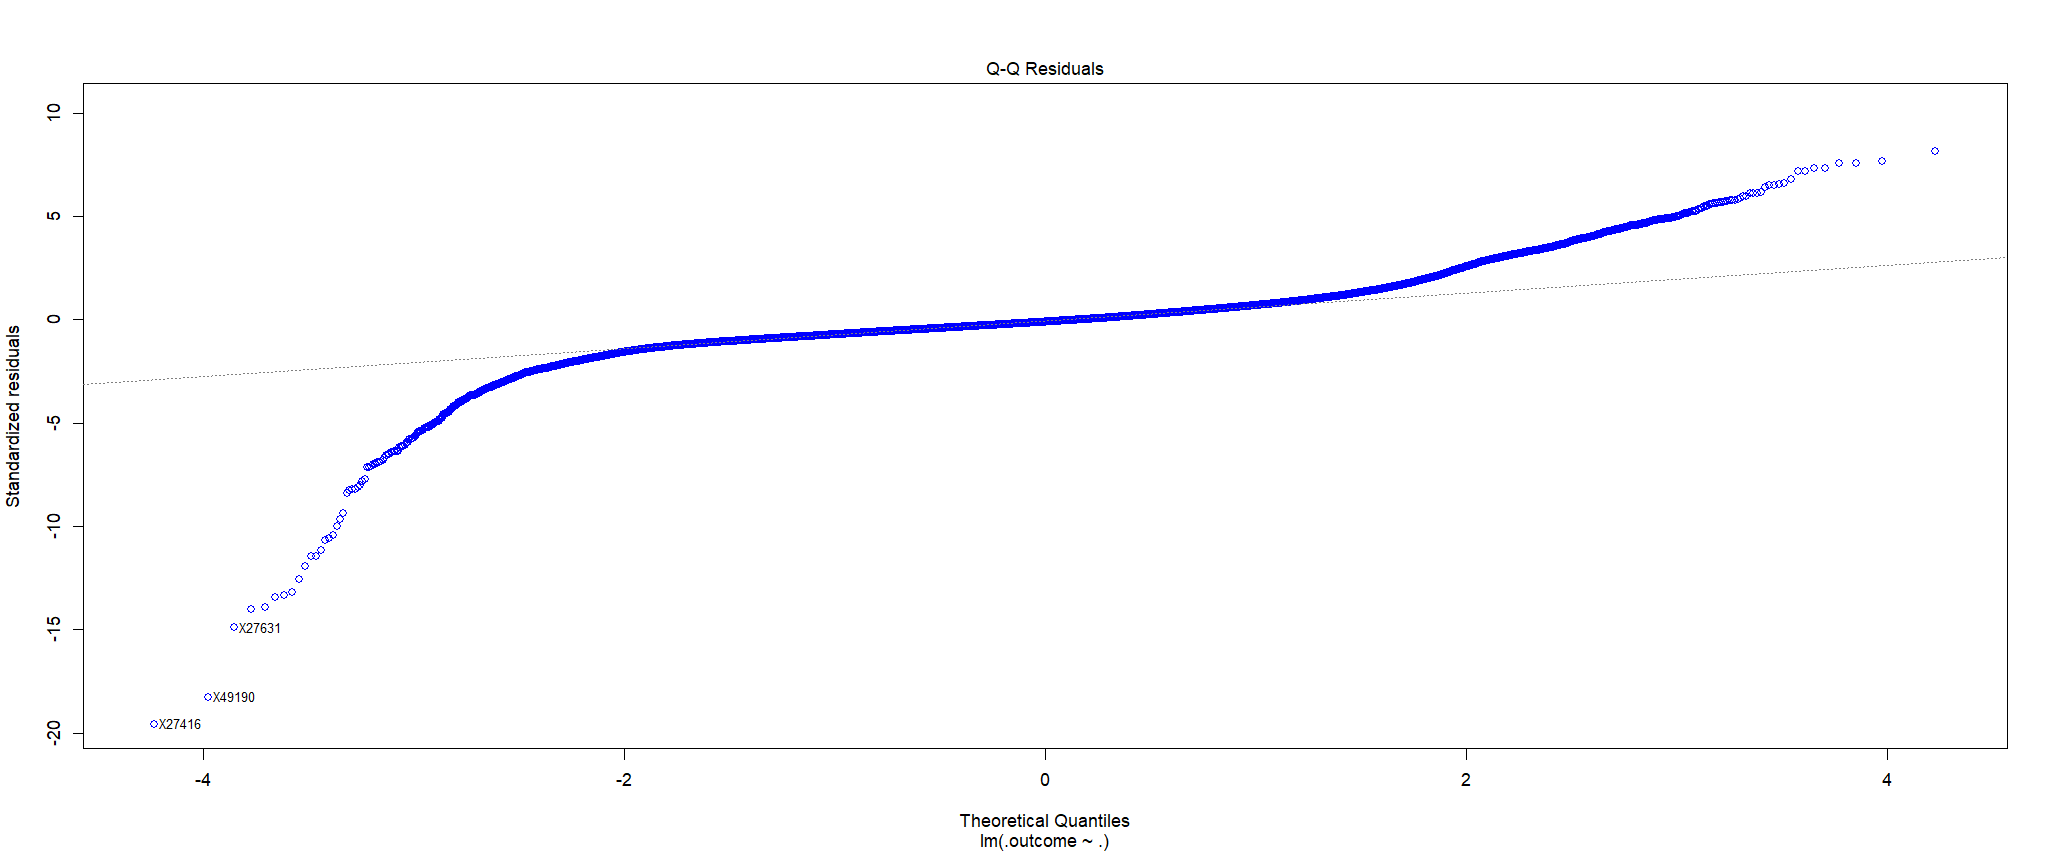 Q-Q Residuals
10
5
0
-5
-10
-15
-20
Standardized residuals
X27631
X49190
X27416
-4
-2
0
2
4
Theoretical Quantiles
lm(.outcome ~ .)